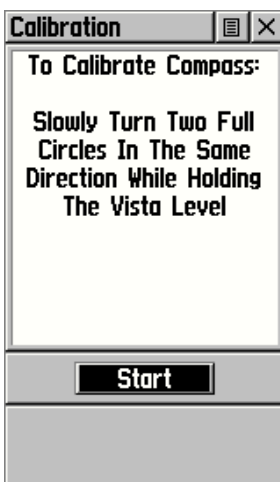 Calibration
To Calibrate Compass:
Slowly Turn Two Full
Circles In The Same
Direction While Holding
The Vista Level
Start